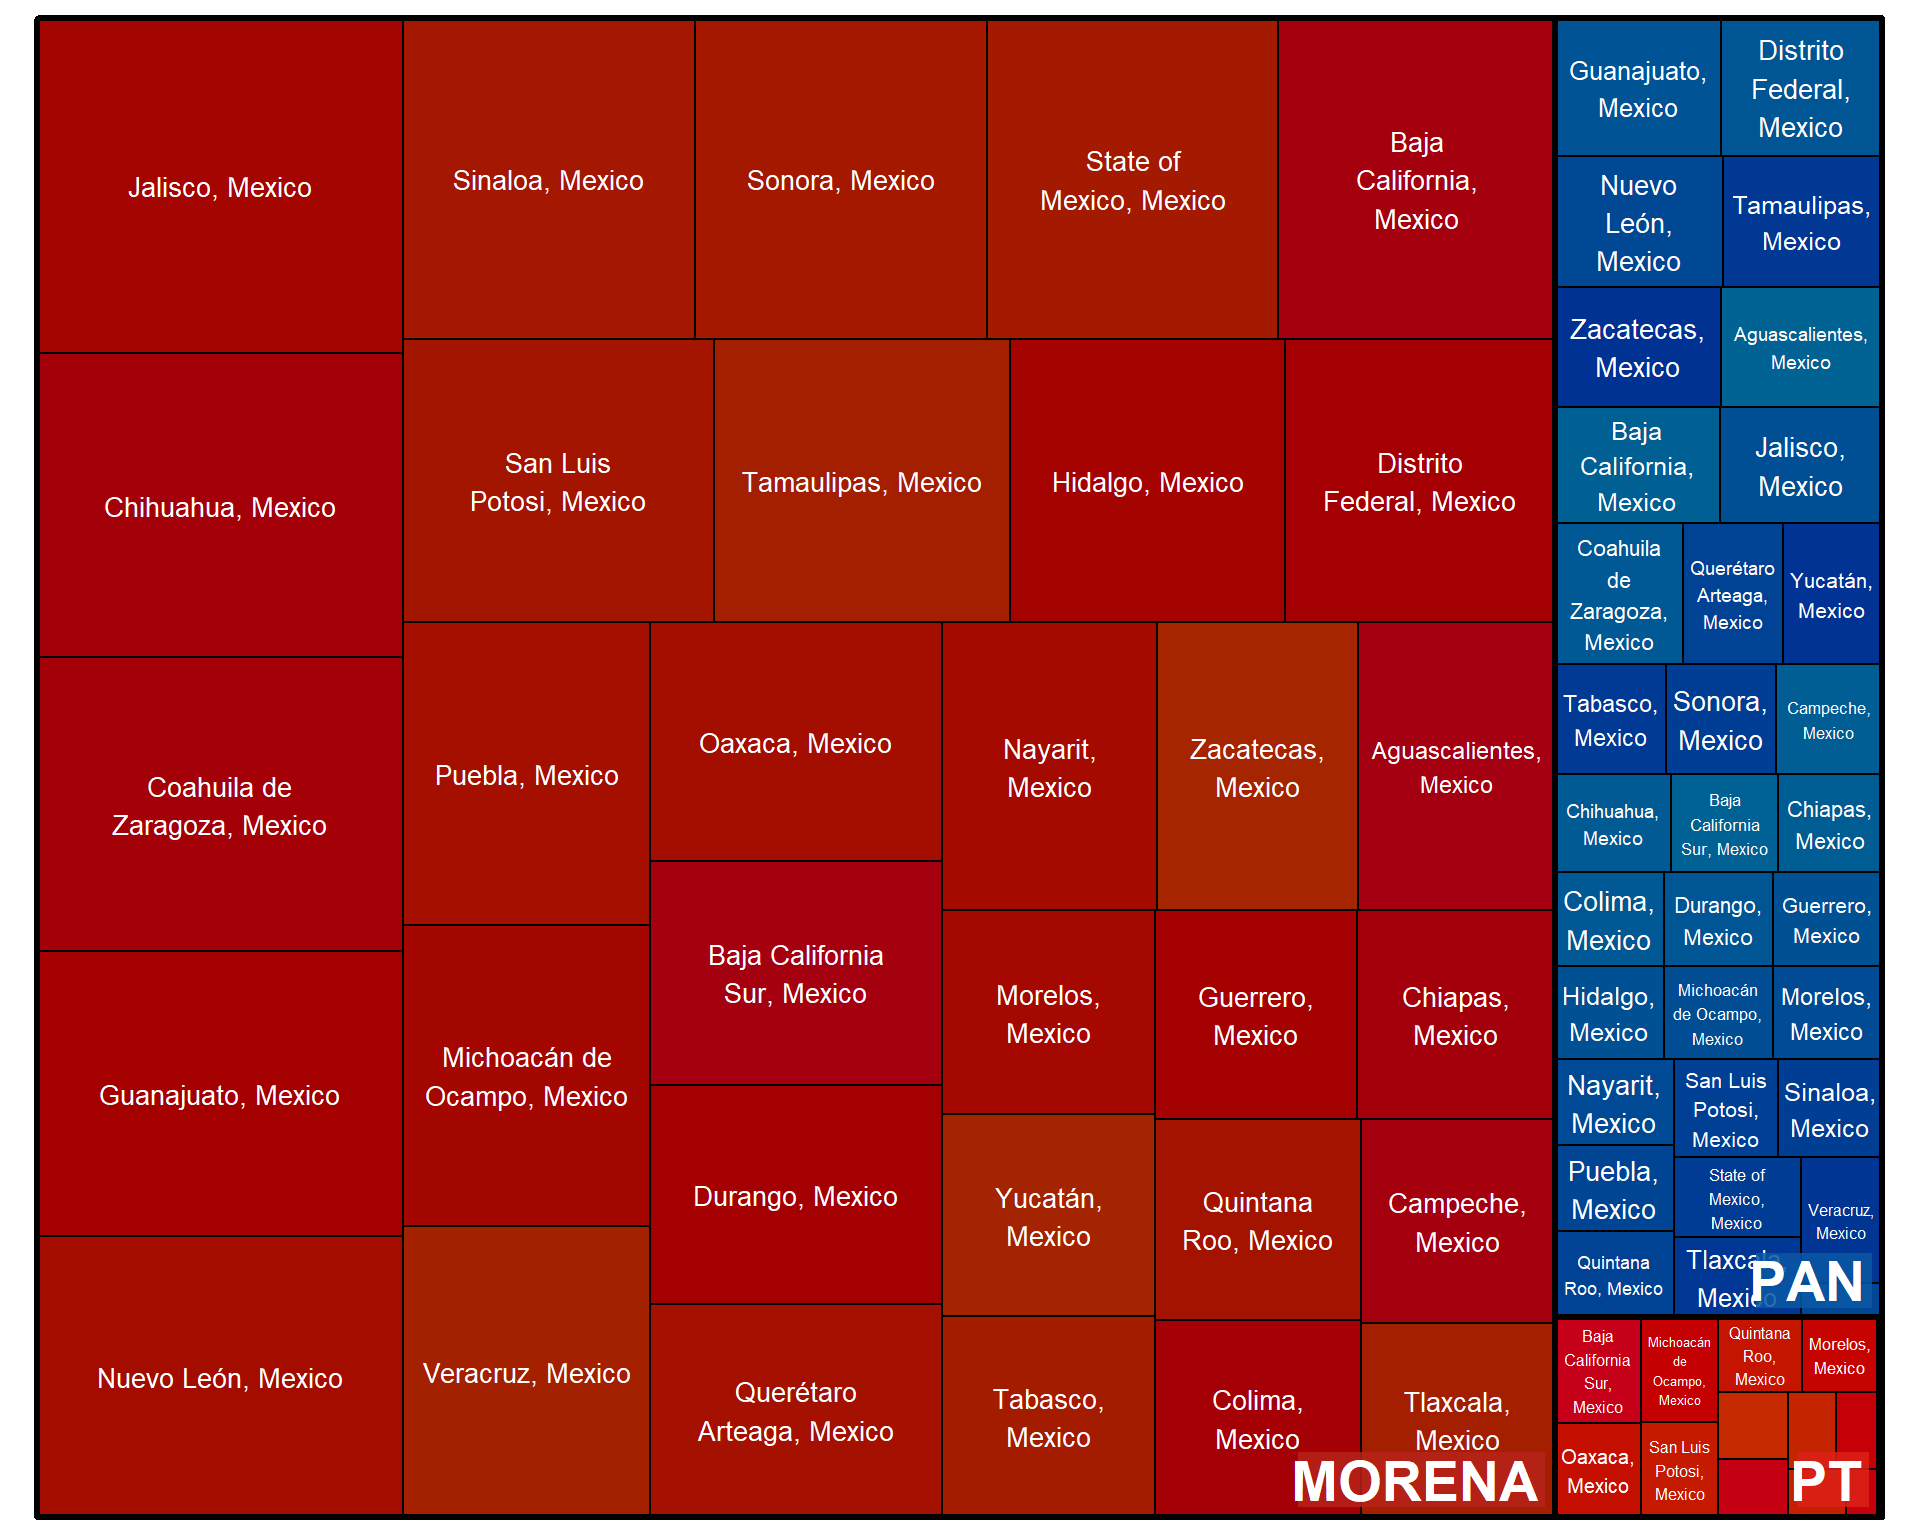 Jalisco, Mexico
Chihuahua, Mexico
Coahuila de
Zaragoza, Mexico
Guanajuato, Mexico
Nuevo León, Mexico
Sinaloa, Mexico
Sonora, Mexico
State of
Mexico, Mexico
Baja
California,
Mexico
San Luis
Potosi, Mexico
Tamaulipas, Mexico
Hidalgo, Mexico
Distrito
Federal, Mexico
Puebla, Mexico
Michoacán de
Ocampo, Mexico
Veracruz, Mexico
Oaxaca, Mexico
Baja California
Sur, Mexico
Durango, Mexico
Querétaro
Arteaga, Mexico
Nayarit,
Mexico
Zacatecas,
Mexico
Aguascalientes,
Mexico
Morelos,
Mexico
Guerrero,
Mexico
Chiapas,
Mexico
Yucatán,
Mexico
Quintana
Roo, Mexico
Campeche,
Mexico
Tabasco,
Mexico
Colima,
Mexico
Tlaxcala,
Mexico
MORENA
Guanajuato,
Mexico
Distrito
Federal,
Mexico
Nuevo
León,
Mexico
Tamaulipas,
Mexico
Zacatecas,
Mexico
Aguascalientes,
Mexico
Baja
California,
Mexico
Jalisco,
Mexico
Coahuila
de
Zaragoza,
Mexico
Querétaro
Arteaga,
Mexico
Yucatán,
Mexico
Tabasco,
Mexico
Sonora,
Mexico
Campeche,
Mexico
Chihuahua,
Mexico
Baja
California
Sur, Mexico
Chiapas,
Mexico
Colima,
Mexico
Durango,
Mexico
Guerrero,
Mexico
Hidalgo,
Mexico
Michoacán
de Ocampo,
Mexico
Morelos,
Mexico
Nayarit,
Mexico
San Luis
Potosi,
Mexico
Sinaloa,
Mexico
Puebla,
Mexico
State of
Mexico,
Mexico
Veracruz,
Mexico
Quintana
Roo, Mexico
Tlaxcala,
Mexico
PAN
Baja
California
Sur,
Mexico
Michoacán
de
Ocampo,
Mexico
Quintana
Roo,
Mexico
Morelos,
Mexico
Oaxaca,
Mexico
San Luis
Potosi,
Mexico
PT